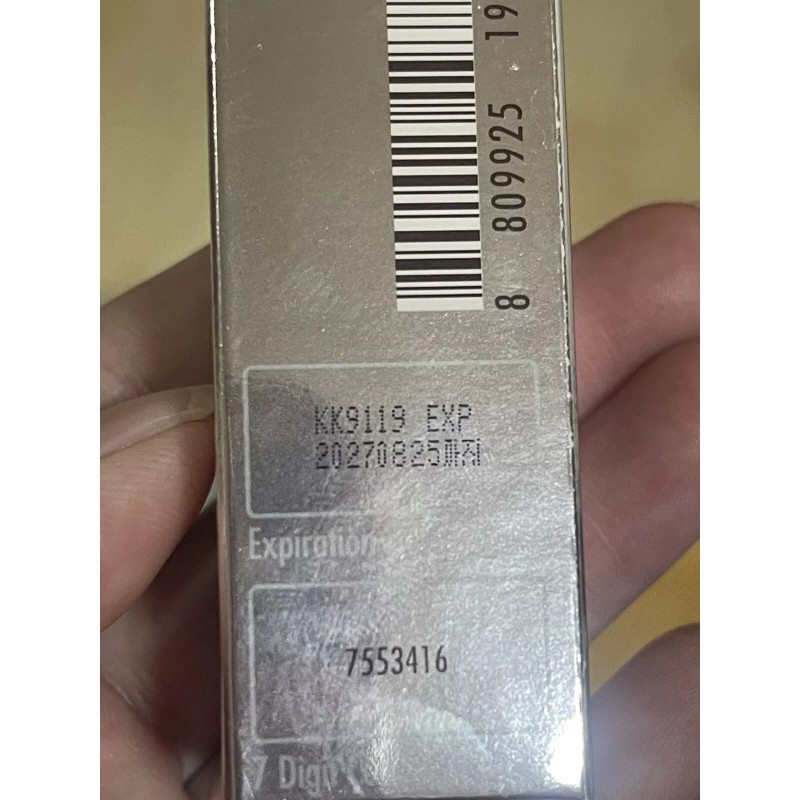 8 809925 19
KK9119 EXP
20270825까지
Expiration
7553416
7 Digit